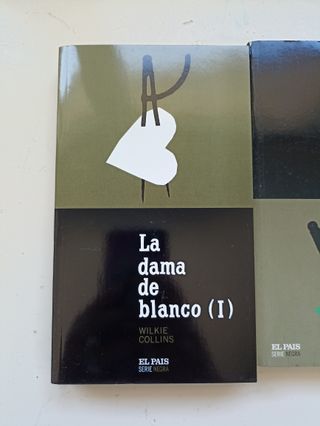 La
dama
de
blanco (I)
WILKIE
COLLINS
EL PAIS
SERIE NEGRA
EL PAIS
SERIE NEGRA